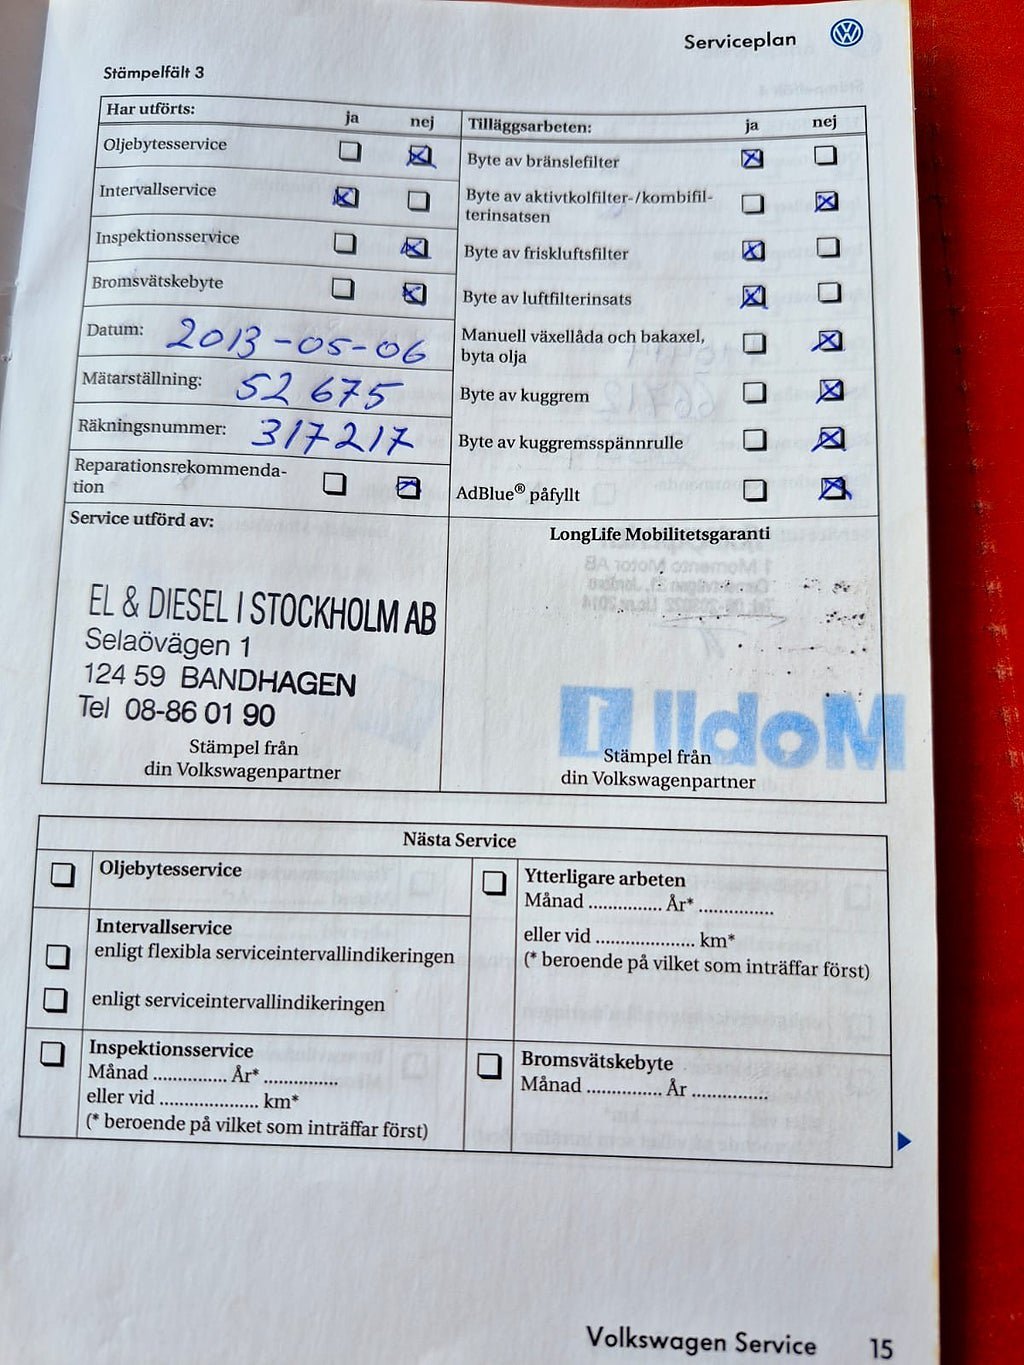 Serviceplan
Stämpelfält 3
Har utförts:
ja
nej
Oljebytesservice
Intervallservice
Inspektionsservice
Bromsvätskebyte
Datum: 2013-05-06
Mätarställning: 52 675
Räkningsnummer: 317217
Reparationsrekommenda-
tion
Tilläggsarbeten:
ja
nej
Byte av bränslefilter
Byte av aktivtkolfilter-/kombifil-
terinsatsen
Byte av friskluftsfilter
Byte av luftfilterinsats
Manuell växellåda och bakaxel,
byta olja
Byte av kuggrem
Byte av kuggremsspännrulle
AdBlue® påfyllt
Service utförd av:
EL & DIESEL I STOCKHOLM AB
Selaövägen 1
124 59 BANDHAGEN
Tel 08-86 01 90
Stämpel från
din Volkswagenpartner
LongLife Mobilitetsgaranti
Mobil 1
Stämpel från
din Volkswagenpartner
Nästa Service
Oljebytesservice
Intervallservice
enligt flexibla serviceintervallindikeringen
enligt serviceintervallindikeringen
Inspektionsservice
Månad .............. År* ..............
eller vid ................... km*
(* beroende på vilket som inträffar först)
Ytterligare arbeten
Månad .............. År* ..............
eller vid ................... km*
(* beroende på vilket som inträffar först)
Bromsvätskebyte
Månad .............. År ..............
Volkswagen Service 15